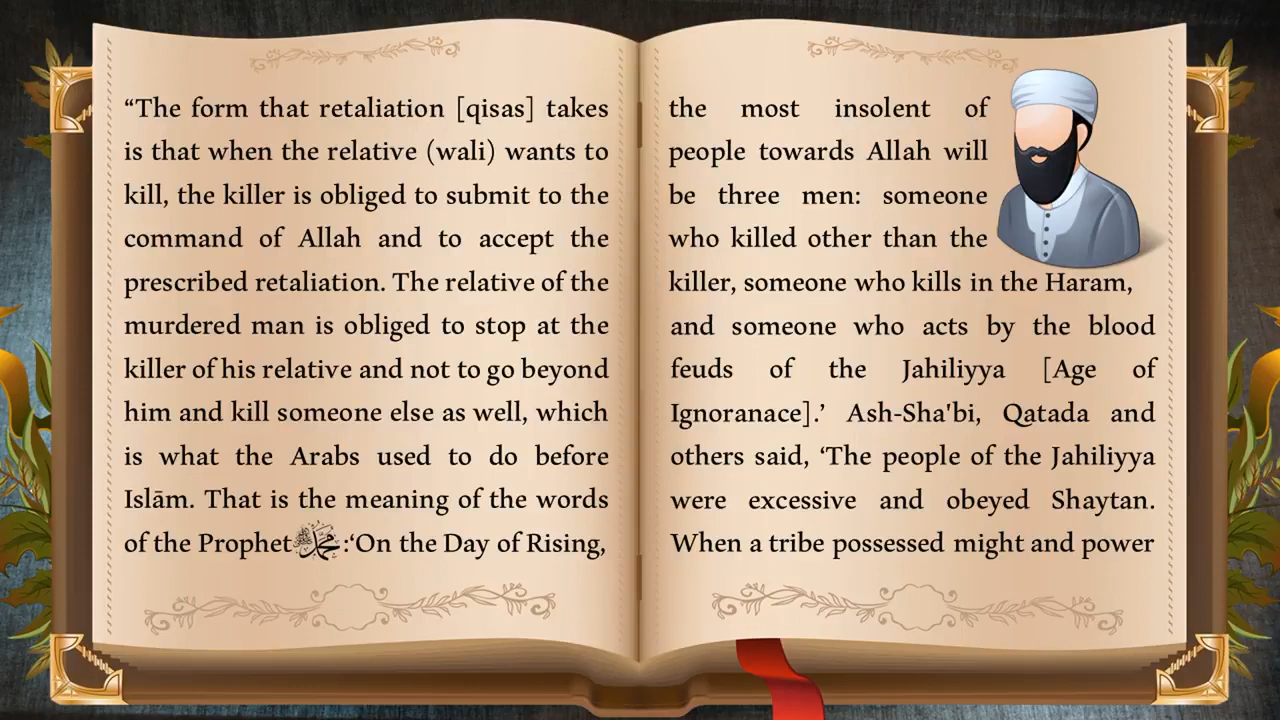 “The form that retaliation [qisas] takes
is that when the relative (wali) wants to
kill, the killer is obliged to submit to the
command of Allah and to accept the
prescribed retaliation. The relative of the
murdered man is obliged to stop at the
killer of his relative and not to go beyond
him and kill someone else as well, which
is what the Arabs used to do before
Islām. That is the meaning of the words
of the Prophet محمد :‘On the Day of Rising,
the most insolent of
people towards Allah will
be three men: someone
who killed other than the
killer, someone who kills in the Haram,
and someone who acts by the blood
feuds of the Jahiliyya [Age of
Ignoranace].’ Ash-Sha'bi, Qatada and
others said, ‘The people of the Jahiliyya
were excessive and obeyed Shaytan.
When a tribe possessed might and power